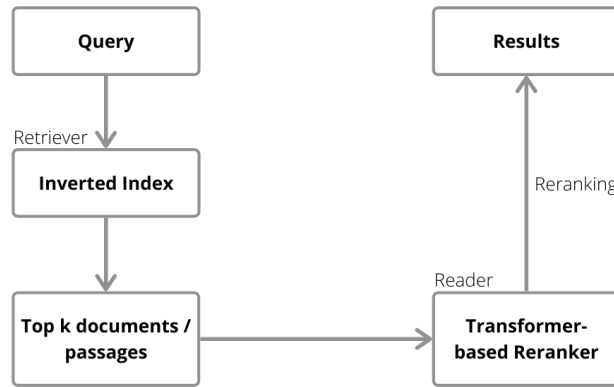 Query
Results
Retriever
Inverted Index
Reranking
Reader
Top k documents /
passages
Transformer-
based Reranker